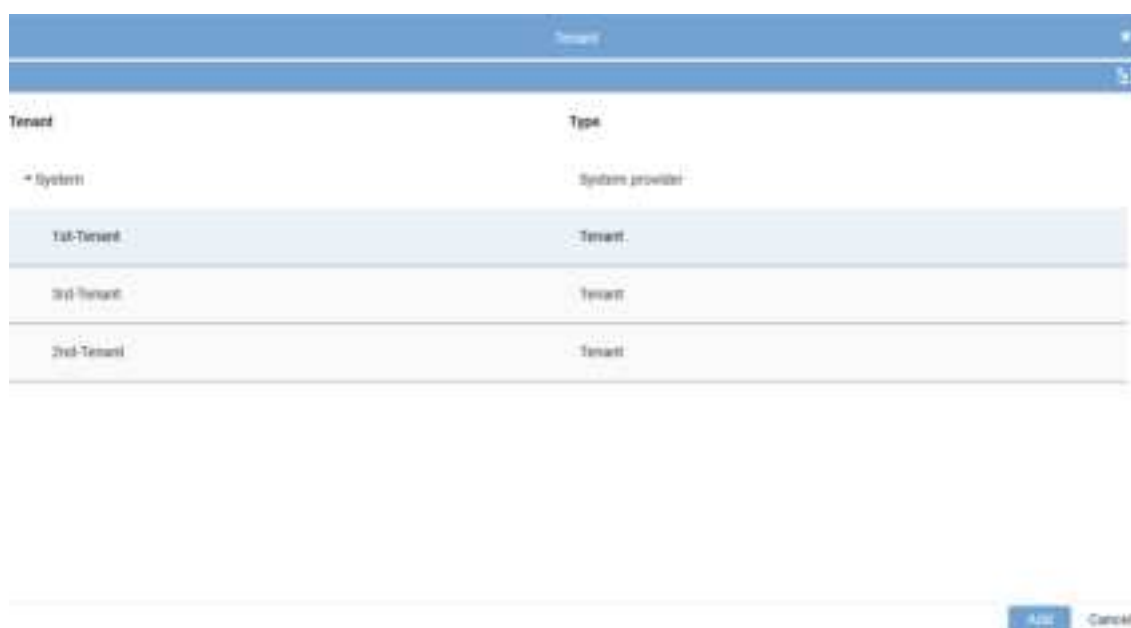 Tenant
Tenant Type
System System provider
1st-Tenant Tenant
3rd-Tenant Tenant
2nd-Tenant Tenant
Add Cancel